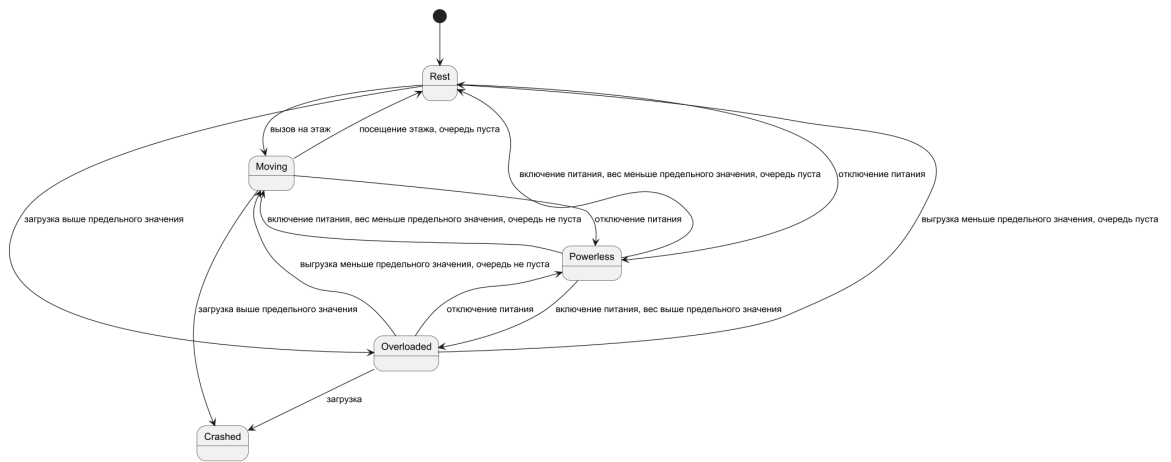 Rest
вызов на этаж
посещение этажа, очередь пуста
Moving
включение питания, вес меньше предельного значения, очередь пуста
отключение питания
загрузка выше предельного значения
включение питания, вес меньше предельного значения, очередь не пуста
отключение питания
выгрузка меньше предельного значения, очередь пуста
Powerless
выгрузка меньше предельного значения, очередь не пуста
загрузка выше предельного значения
отключение питания
включение питания, вес выше предельного значения
Overloaded
загрузка
Crashed